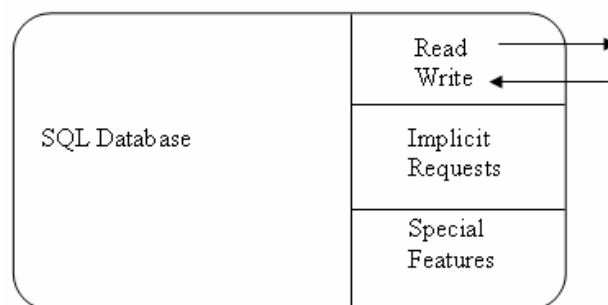 SQL Database
Read
Write
Implicit
Requests
Special
Features